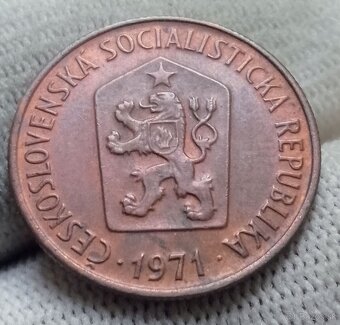 · ČESKOSLOVENSKÁ SOCIALISTICKÁ REPUBLIKA ·
1971